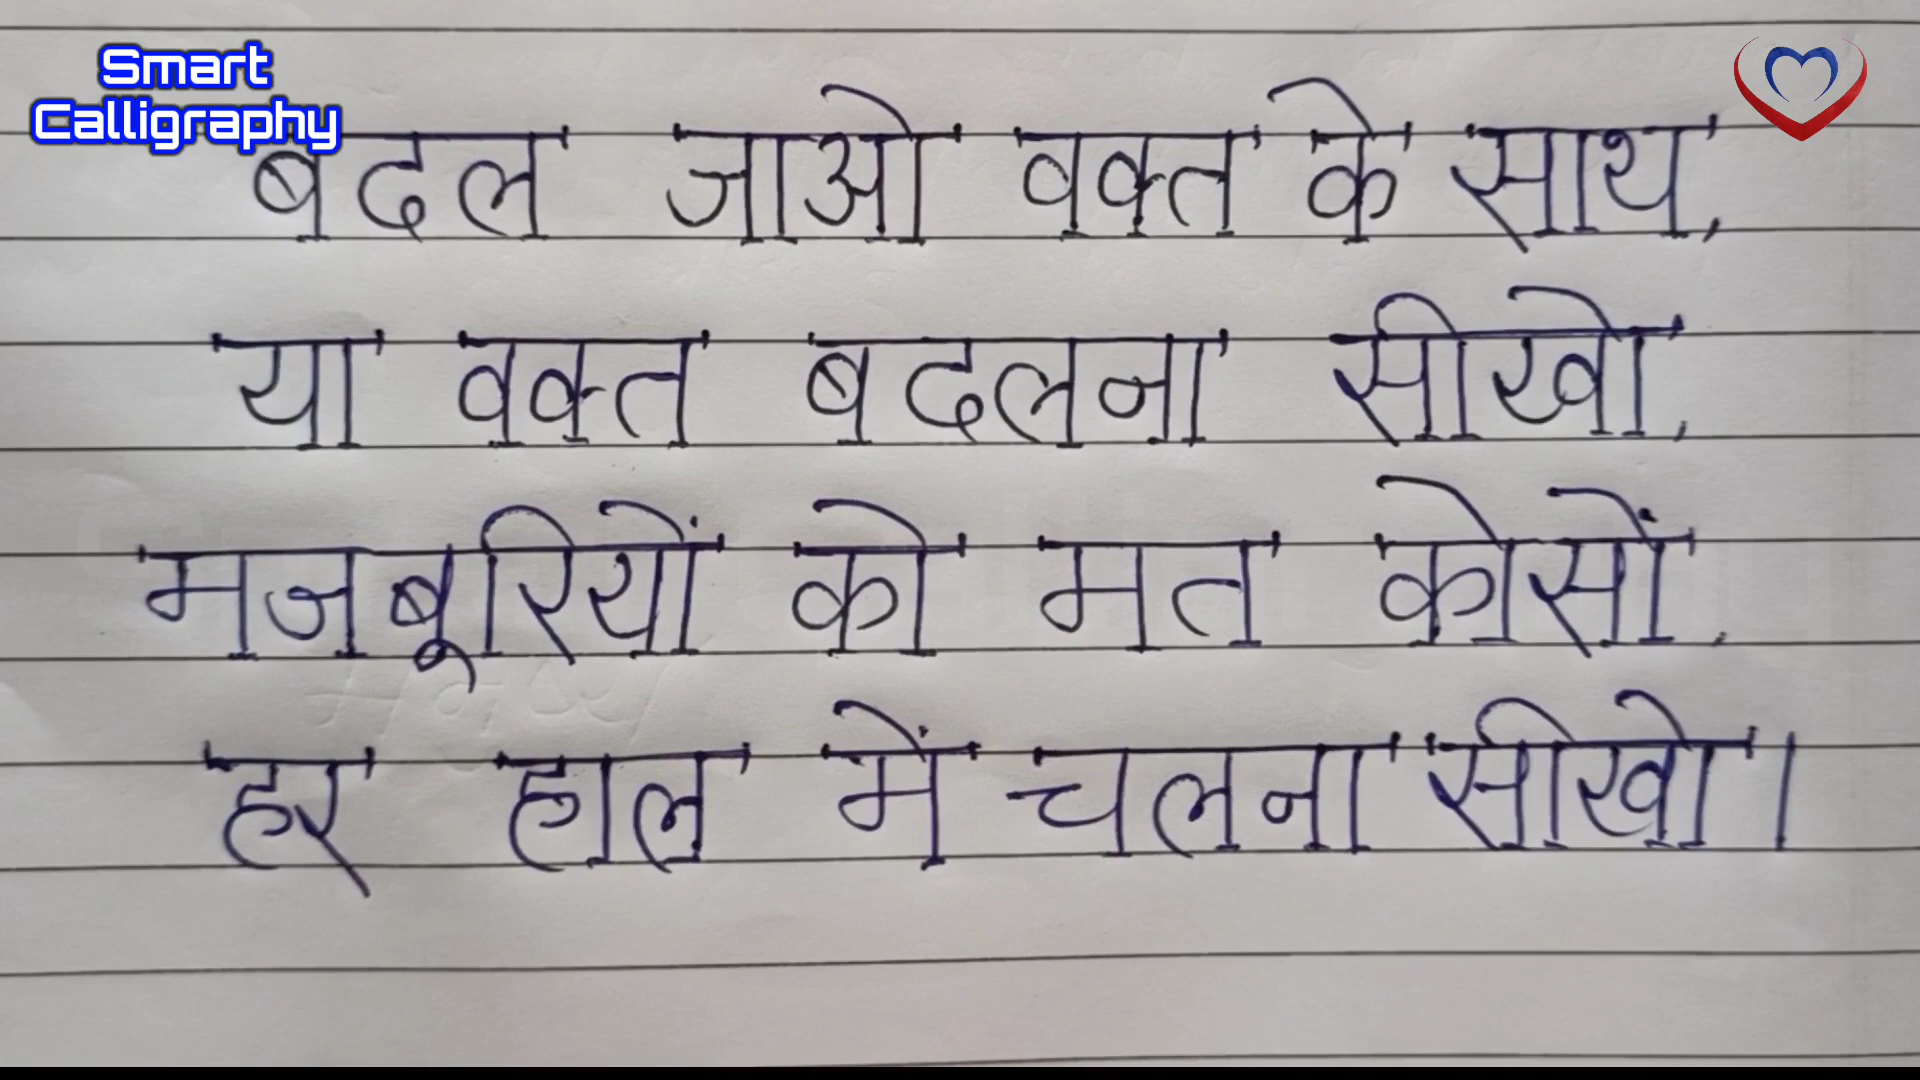 Smart
Calligraphy
बदल जाओ वक्त के साथ,
या वक्त बदलना सीखो,
मजबूरियों को मत कोसों,
हर हाल में चलना सीखो।